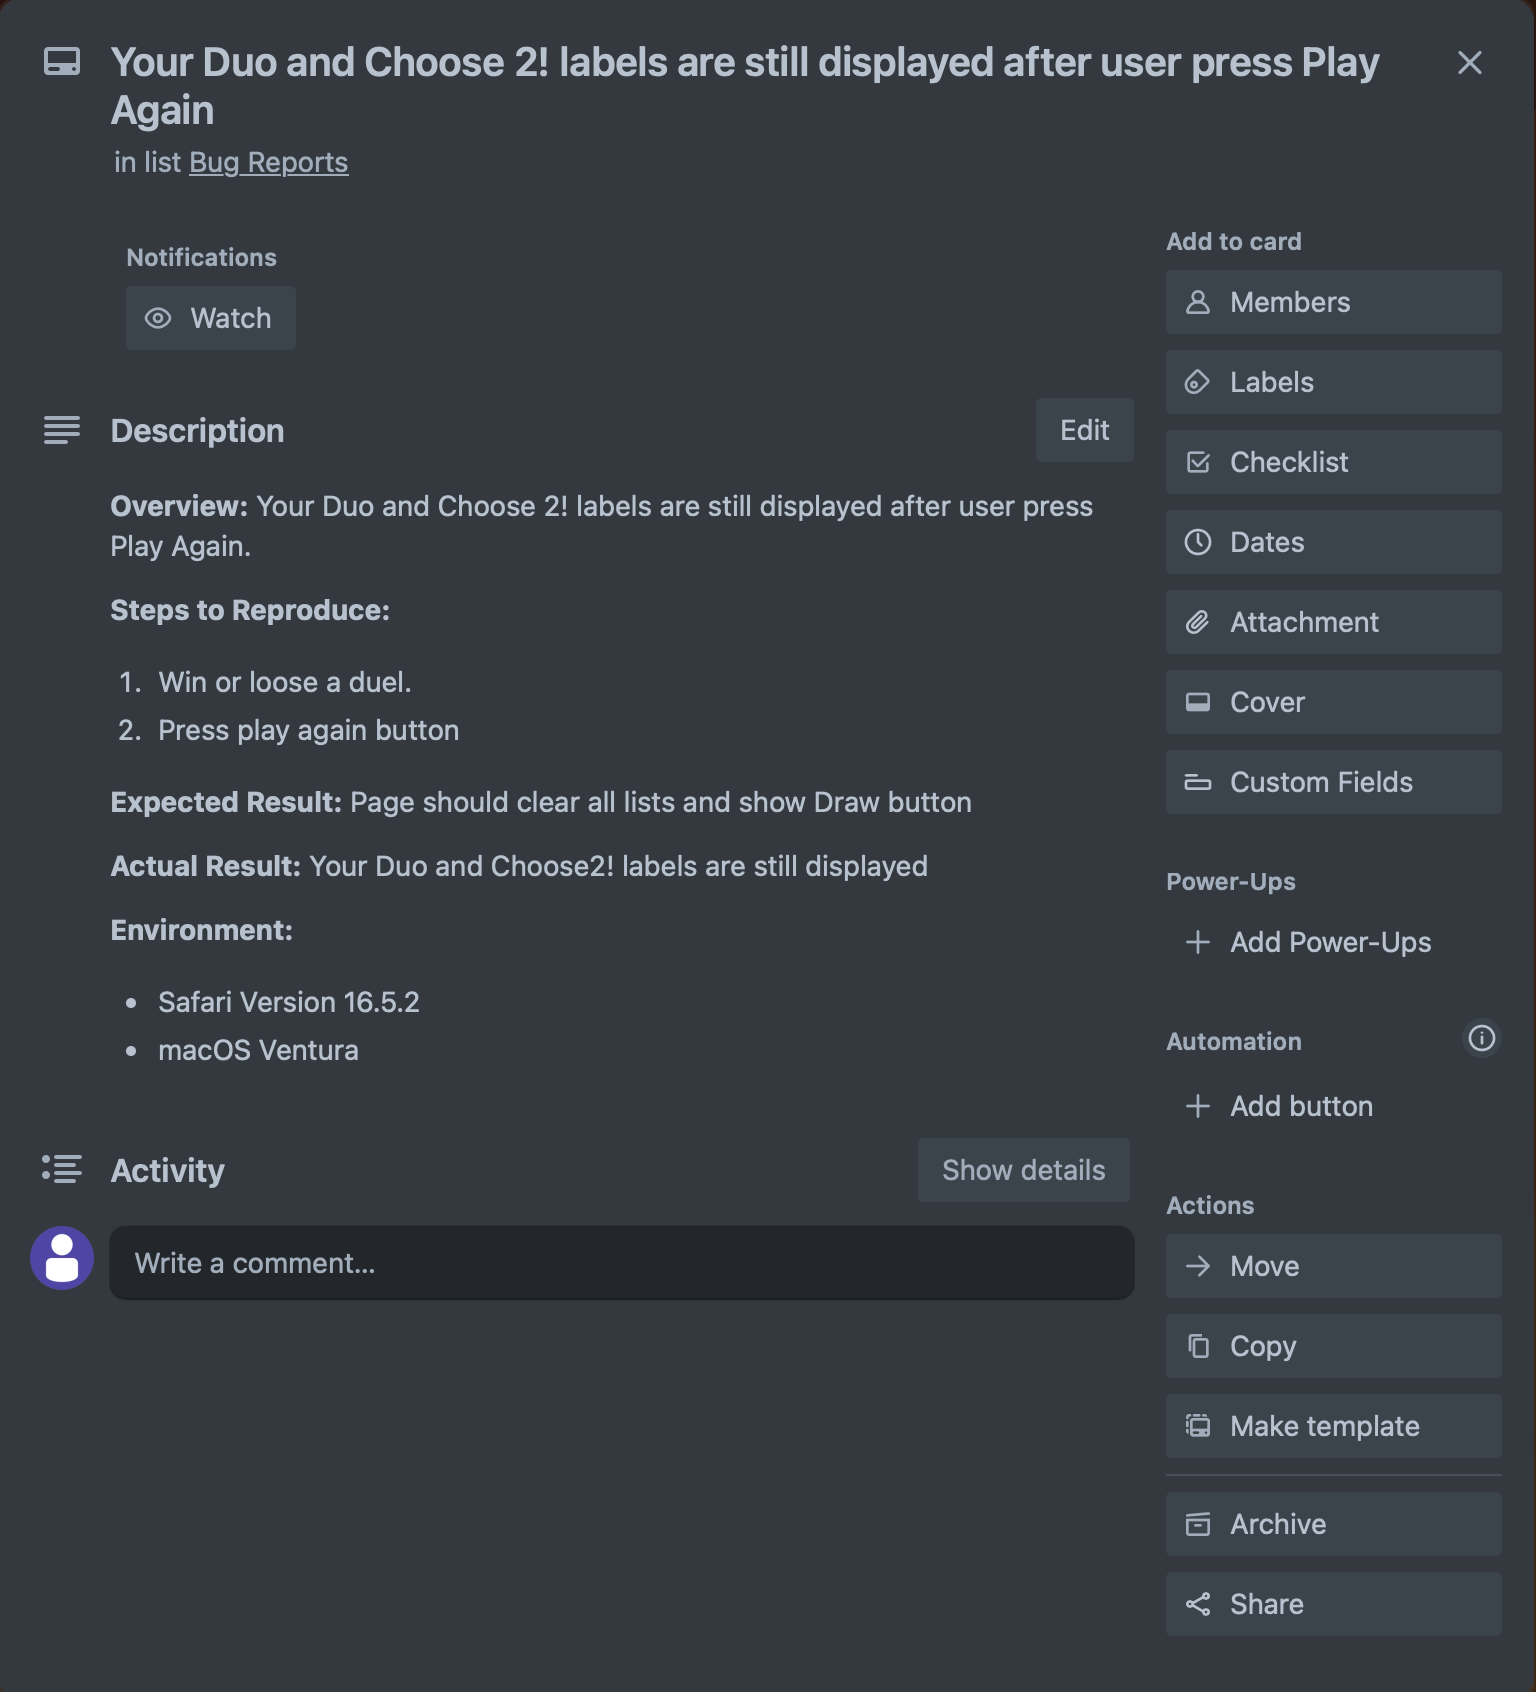 Your Duo and Choose 2! labels are still displayed after user press Play
Again
in list Bug Reports
Notifications
Watch
Description
Edit
Overview: Your Duo and Choose 2! labels are still displayed after user press
Play Again.
Steps to Reproduce:
1. Win or loose a duel.
2. Press play again button
Expected Result: Page should clear all lists and show Draw button
Actual Result: Your Duo and Choose2! labels are still displayed
Environment:
• Safari Version 16.5.2
• macOS Ventura
Activity
Show details
Write a comment...
Add to card
Members
Labels
Checklist
Dates
Attachment
Cover
Custom Fields
Power-Ups
Add Power-Ups
Automation
Add button
Actions
Move
Copy
Make template
Archive
Share